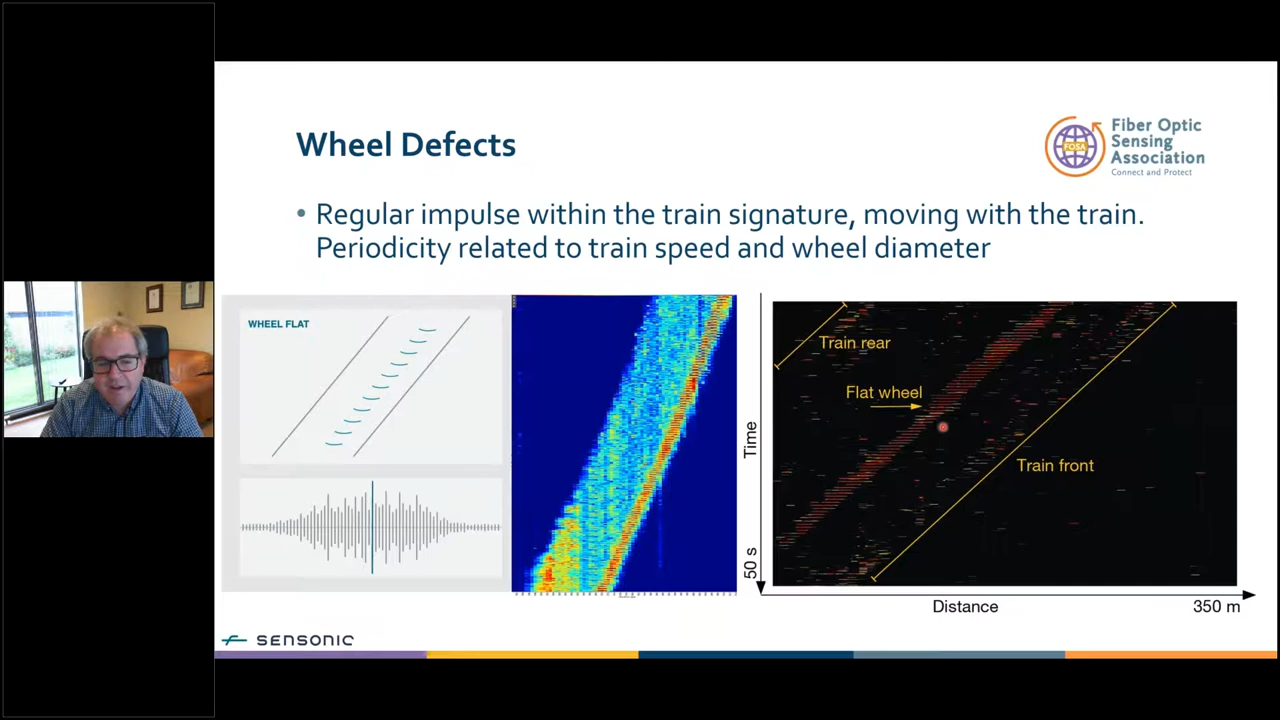 Wheel Defects
Fiber Optic
Sensing
Association
Connect and Protect
FOSA
• Regular impulse within the train signature, moving with the train.
Periodicity related to train speed and wheel diameter
WHEEL FLAT
Train rear
Flat wheel
Train front
Time
50 s
Distance
350 m
SENSONIC